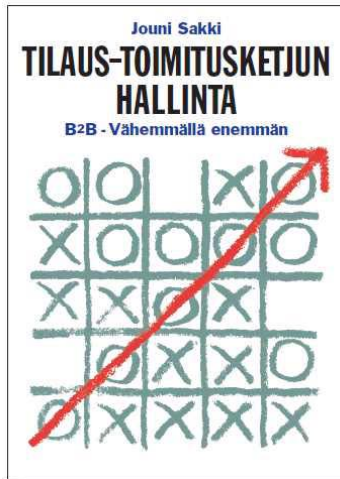 Jouni Sakki
TILAUS-TOIMITUSKETJUN
HALLINTA
B2B - Vähemmällä enemmän